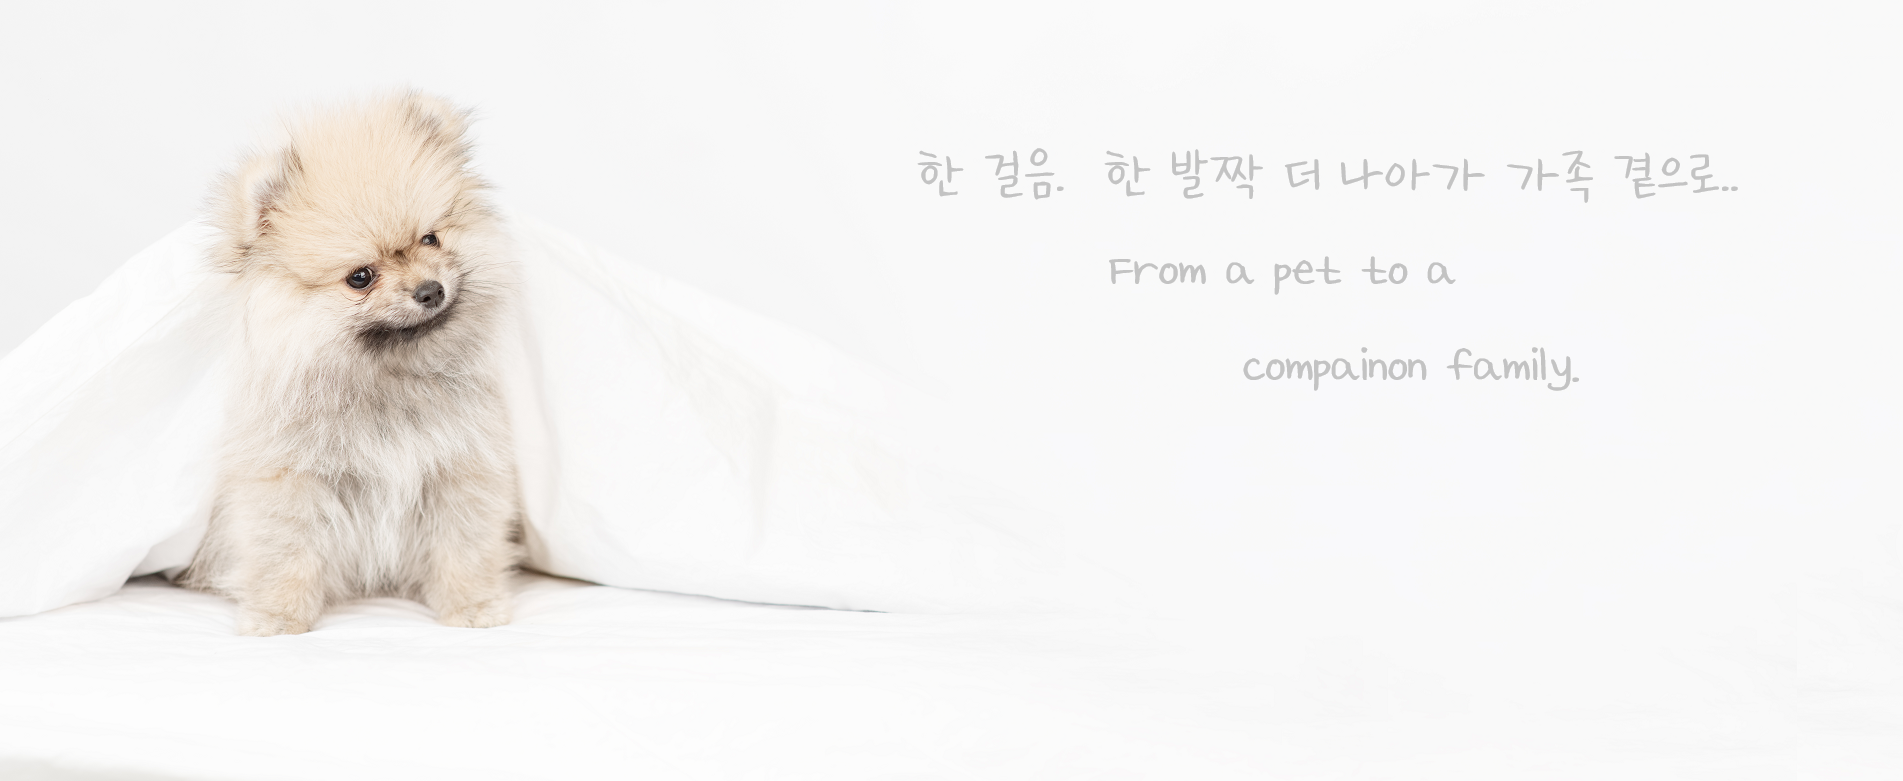 한 걸음. 한 발짝 더 나아가 가족 곁으로..
From a pet to a
compainon family.